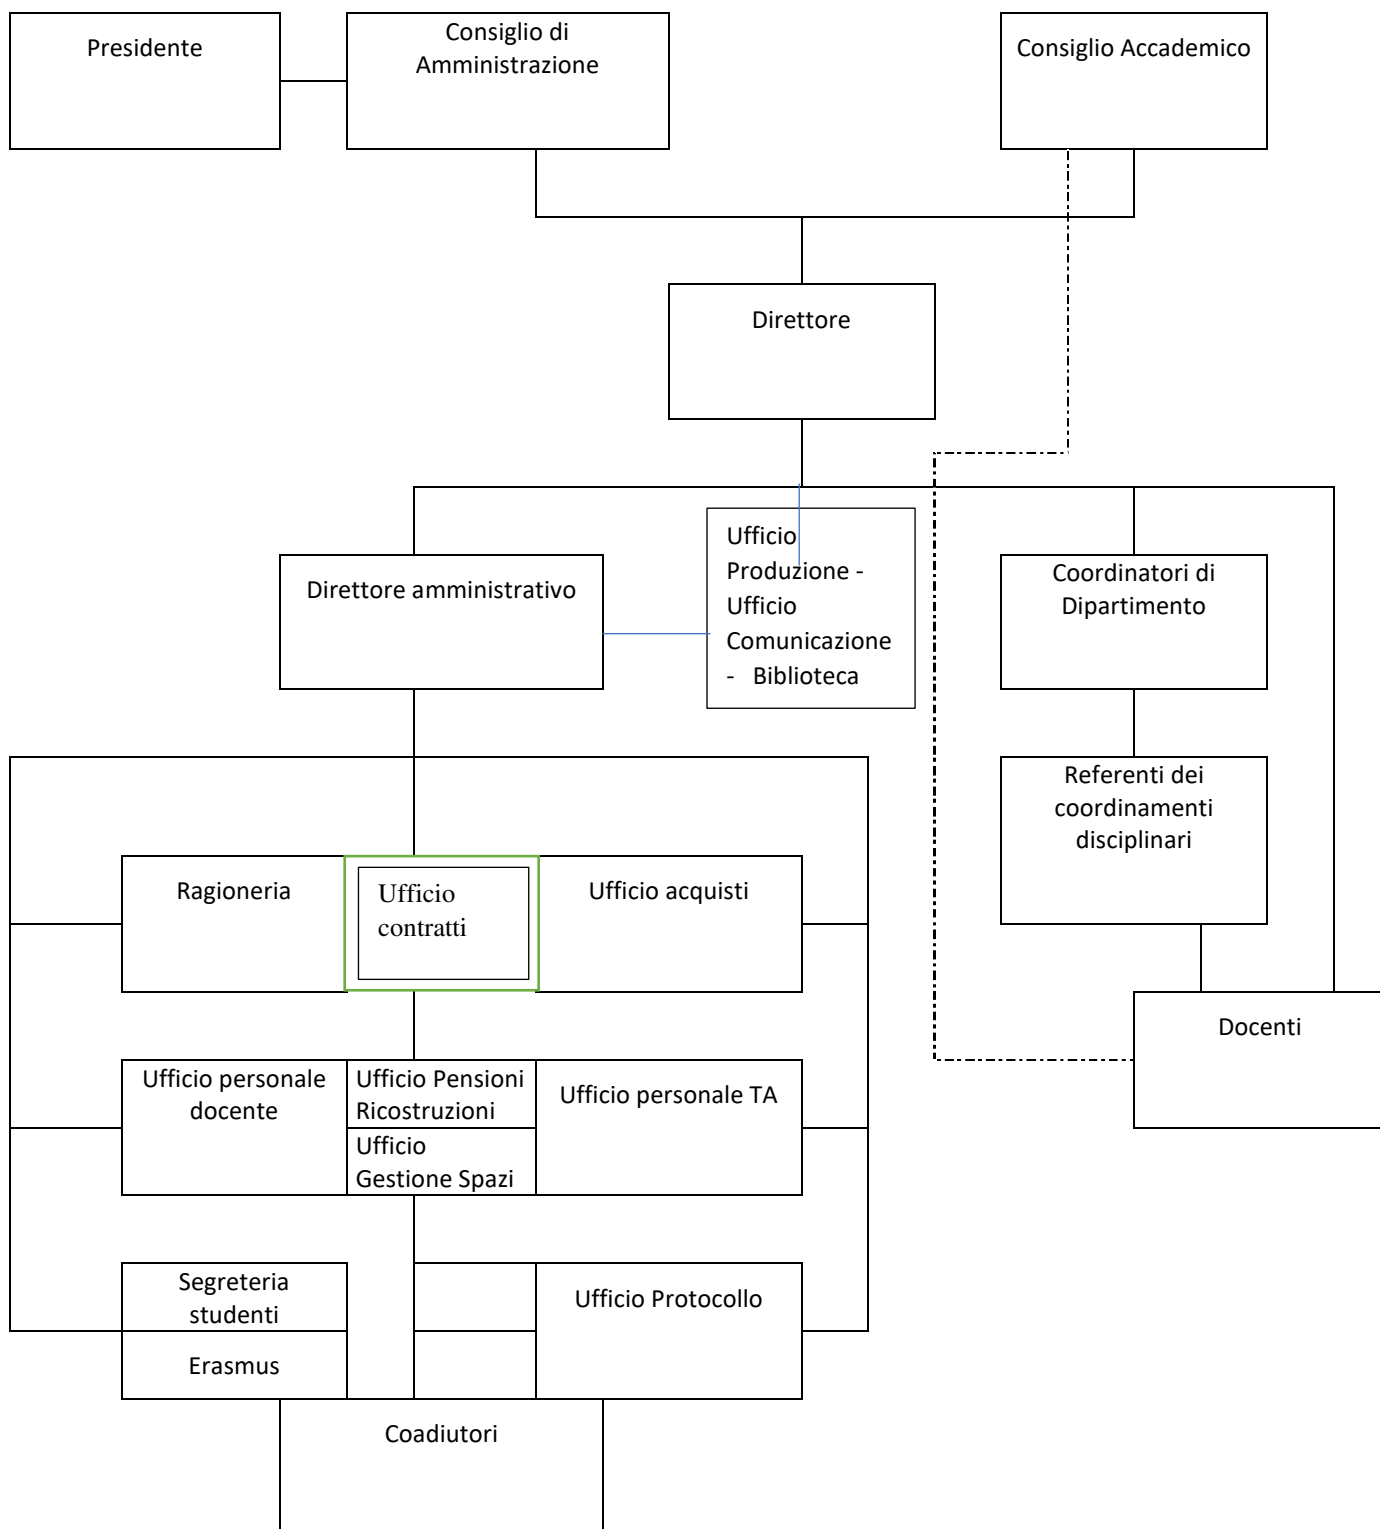 Presidente
Consiglio di
Amministrazione
Consiglio Accademico
Direttore
Direttore amministrativo
Ufficio
Produzione -
Ufficio
Comunicazione
- Biblioteca
Coordinatori di
Dipartimento
Referenti dei
coordinamenti
disciplinari
Ragioneria
Ufficio
contratti
Ufficio acquisti
Docenti
Ufficio personale
docente
Ufficio Pensioni
Ricostruzioni
Ufficio
Gestione Spazi
Ufficio personale TA
Segreteria
studenti
Erasmus
Ufficio Protocollo
Coadiutori